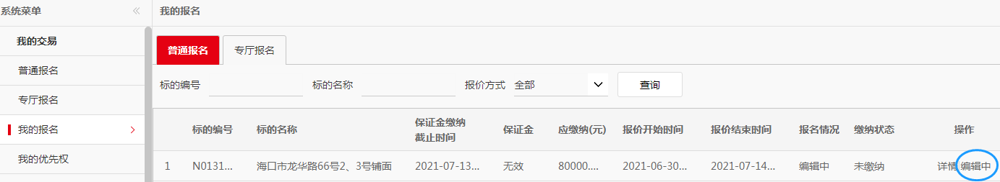 系统菜单
我的报名
我的交易
普通报名
专厅报名
我的报名
我的优先权
普通报名 专厅报名
标的编号 标的名称 报价方式 全部 查询
标的编号 标的名称 保证金缴纳截止时间 保证金 应缴纳(元) 报价开始时间 报价结束时间 报名情况 缴纳状态 操作
1 N0131... 海口市龙华路66号2、3号铺面 2021-07-13... 无效 80000.... 2021-06-30... 2021-07-14... 编辑中 未缴纳 详情 编辑中